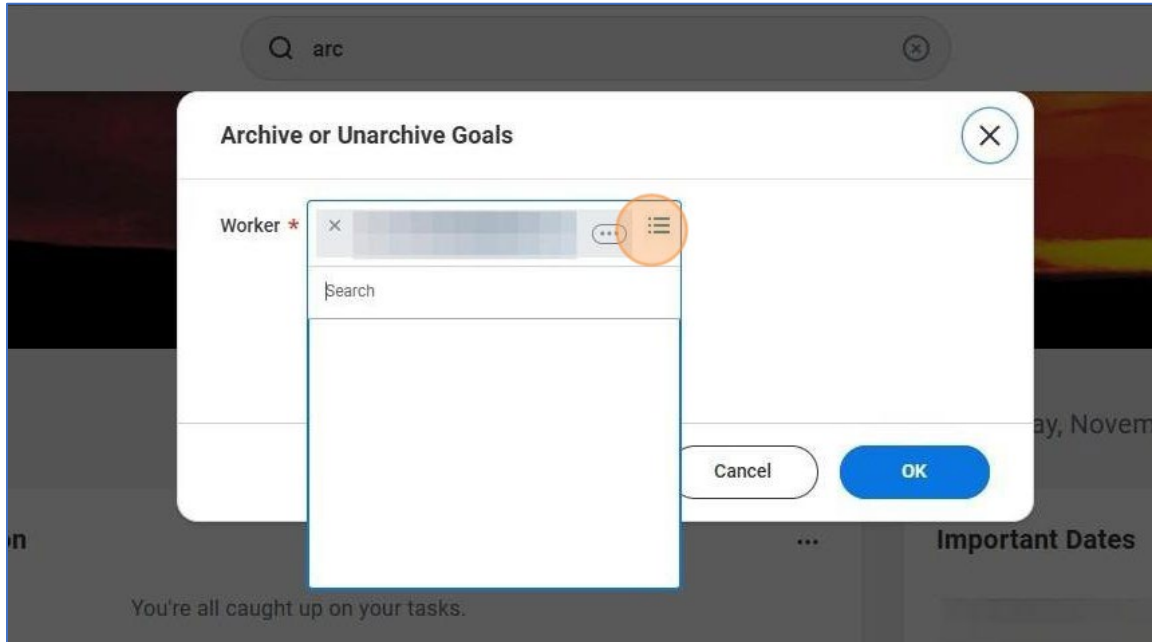 arc
Archive or Unarchive Goals
Worker *
Search
Cancel
OK
ay, Novem
on
Important Dates
You're all caught up on your tasks.